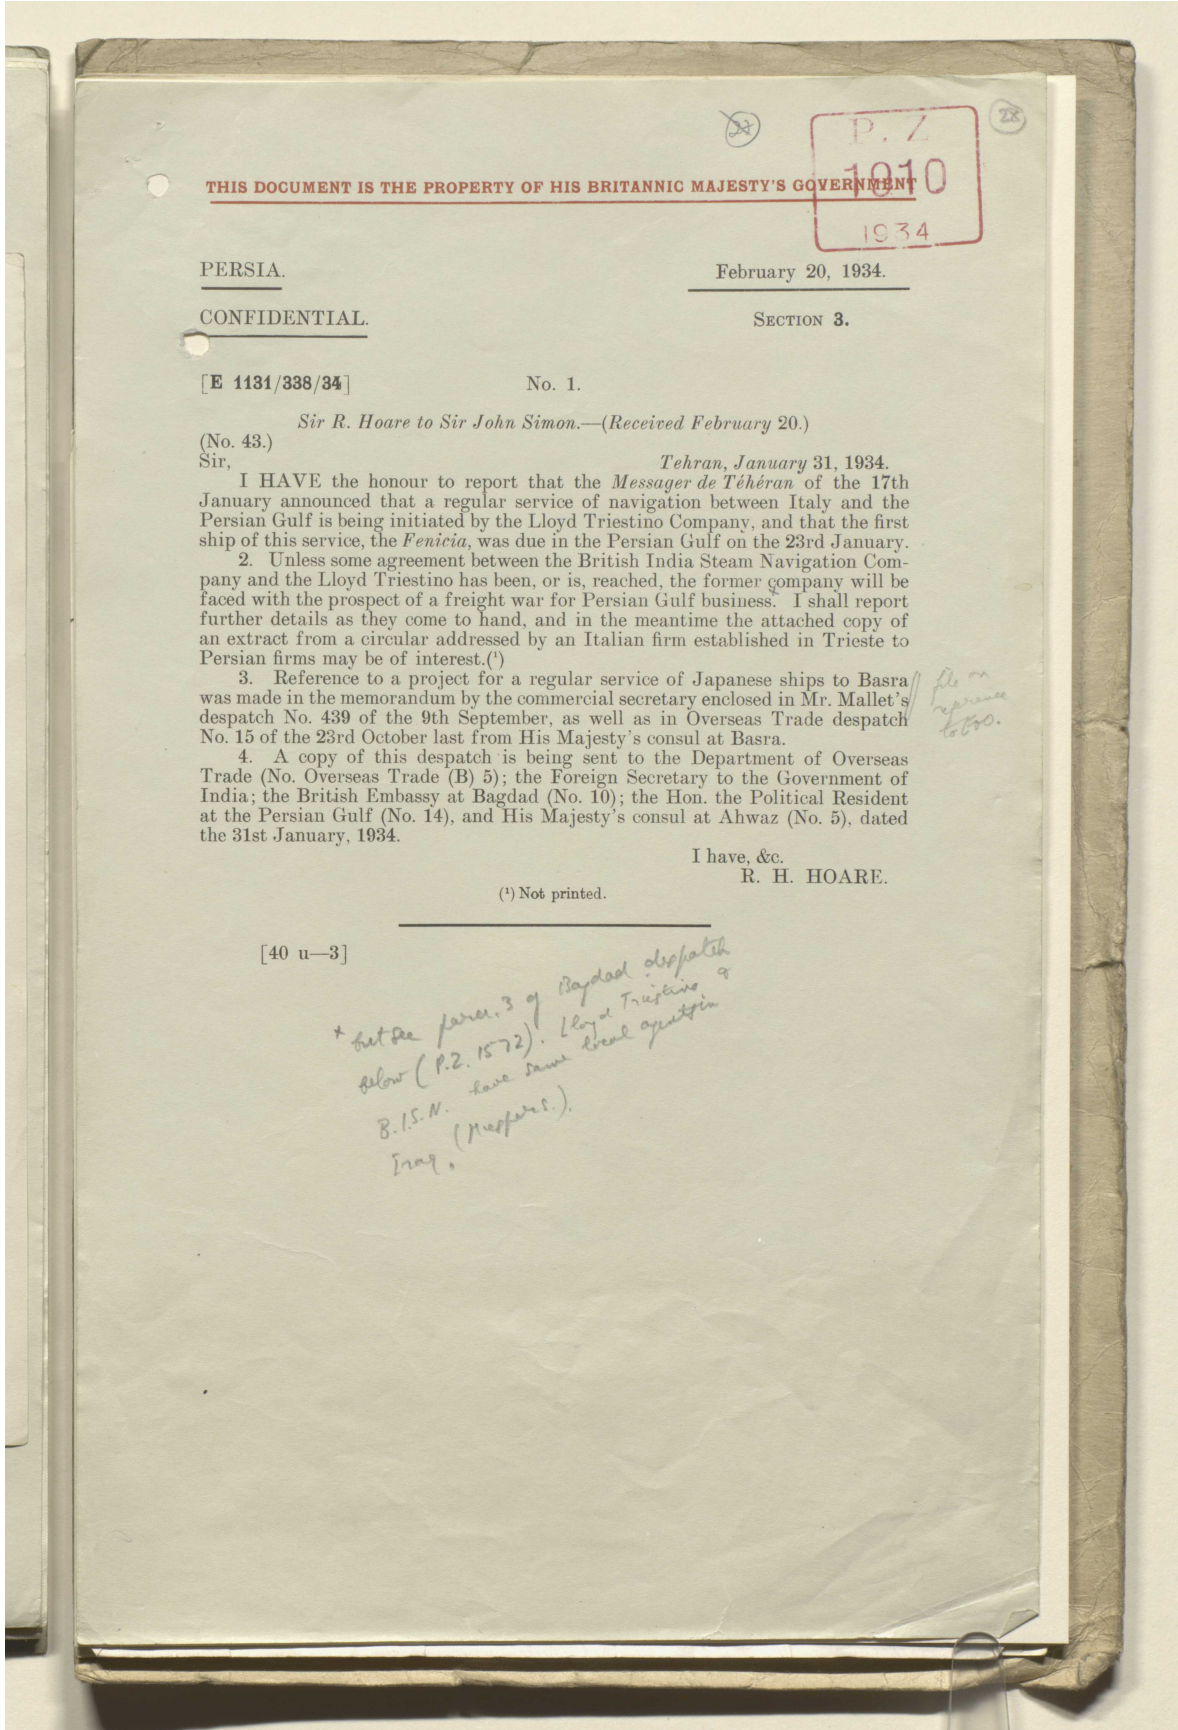 27
28
P. Z
1910
1934
THIS DOCUMENT IS THE PROPERTY OF HIS BRITANNIC MAJESTY'S GOVERNMENT
PERSIA.
February 20, 1934.
CONFIDENTIAL.
SECTION 3.
[E 1131/338/34]
No. 1.
Sir R. Hoare to Sir John Simon.—(Received February 20.)
(No. 43.)
Sir,
Tehran, January 31, 1934.
I HAVE the honour to report that the Messager de Téhéran of the 17th
January announced that a regular service of navigation between Italy and the
Persian Gulf is being initiated by the Lloyd Triestino Company, and that the first
ship of this service, the Fenicia, was due in the Persian Gulf on the 23rd January.
2. Unless some agreement between the British India Steam Navigation Com-
pany and the Lloyd Triestino has been, or is, reached, the former company will be
faced with the prospect of a freight war for Persian Gulf business.× I shall report
further details as they come to hand, and in the meantime the attached copy of
an extract from a circular addressed by an Italian firm established in Trieste to
Persian firms may be of interest.(¹)
3. Reference to a project for a regular service of Japanese ships to Basra
was made in the memorandum by the commercial secretary enclosed in Mr. Mallet's
despatch No. 439 of the 9th September, as well as in Overseas Trade despatch
No. 15 of the 23rd October last from His Majesty's consul at Basra.
file on
reference
to
4. A copy of this despatch is being sent to the Department of Overseas
Trade (No. Overseas Trade (B) 5); the Foreign Secretary to the Government of
India; the British Embassy at Bagdad (No. 10); the Hon. the Political Resident
at the Persian Gulf (No. 14), and His Majesty's consul at Ahwaz (No. 5), dated
the 31st January, 1934.
I have, &c.
R. H. HOARE.
(¹) Not printed.
[40 u—3]
× but see para. 3 of Bagdad despatch
below (P.Z. 1572). Lloyd Triestino &
B.I.S.N. have same local agents in
Iraq. (Mespers.).